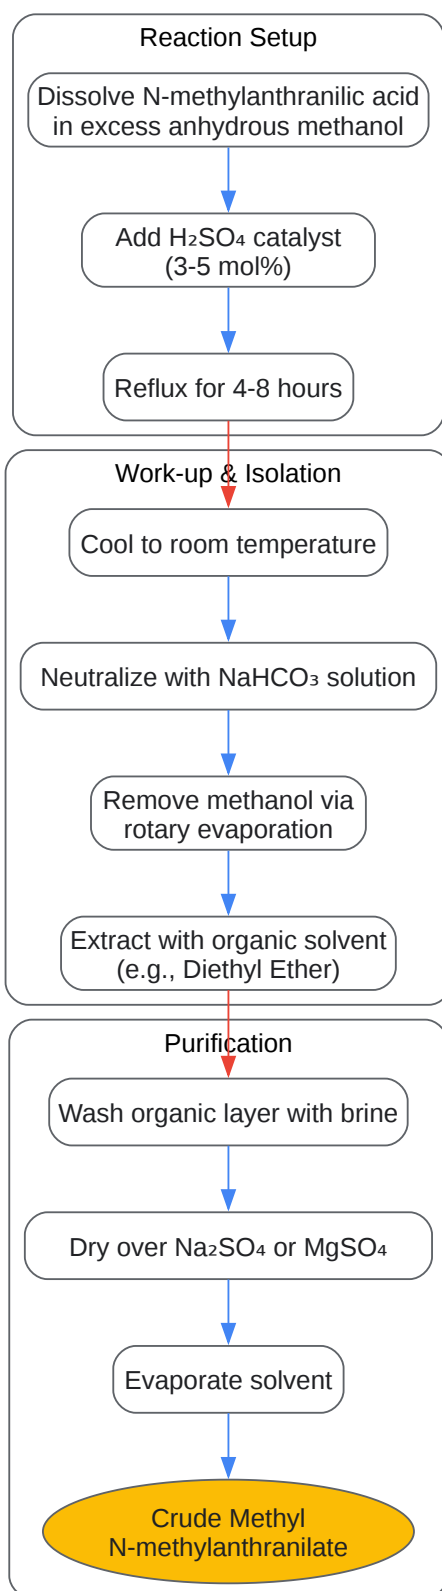 Reaction Setup
Dissolve N-methylanthranilic acid
in excess anhydrous methanol
Add H₂SO₄ catalyst
(3-5 mol%)
Reflux for 4-8 hours
Work-up & Isolation
Cool to room temperature
Neutralize with NaHCO₃ solution
Remove methanol via
rotary evaporation
Extract with organic solvent
(e.g., Diethyl Ether)
Purification
Wash organic layer with brine
Dry over Na₂SO₄ or MgSO₄
Evaporate solvent
Crude Methyl
N-methylanthranilate